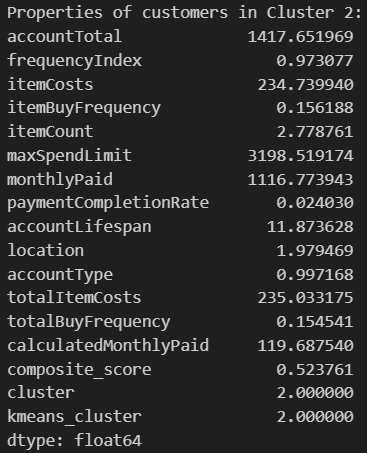 Properties of customers in Cluster 2:
accountTotal 1417.651969
frequencyIndex 0.973077
itemCosts 234.739940
itemBuyFrequency 0.156188
itemCount 2.778761
maxSpendLimit 3198.519174
monthlyPaid 1116.773943
paymentCompletionRate 0.024030
accountLifespan 11.873628
location 1.979469
accountType 0.997168
totalItemCosts 235.033175
totalBuyFrequency 0.154541
calculatedMonthlyPaid 119.687540
composite_score 0.523761
cluster 2.000000
kmeans_cluster 2.000000
dtype: float64